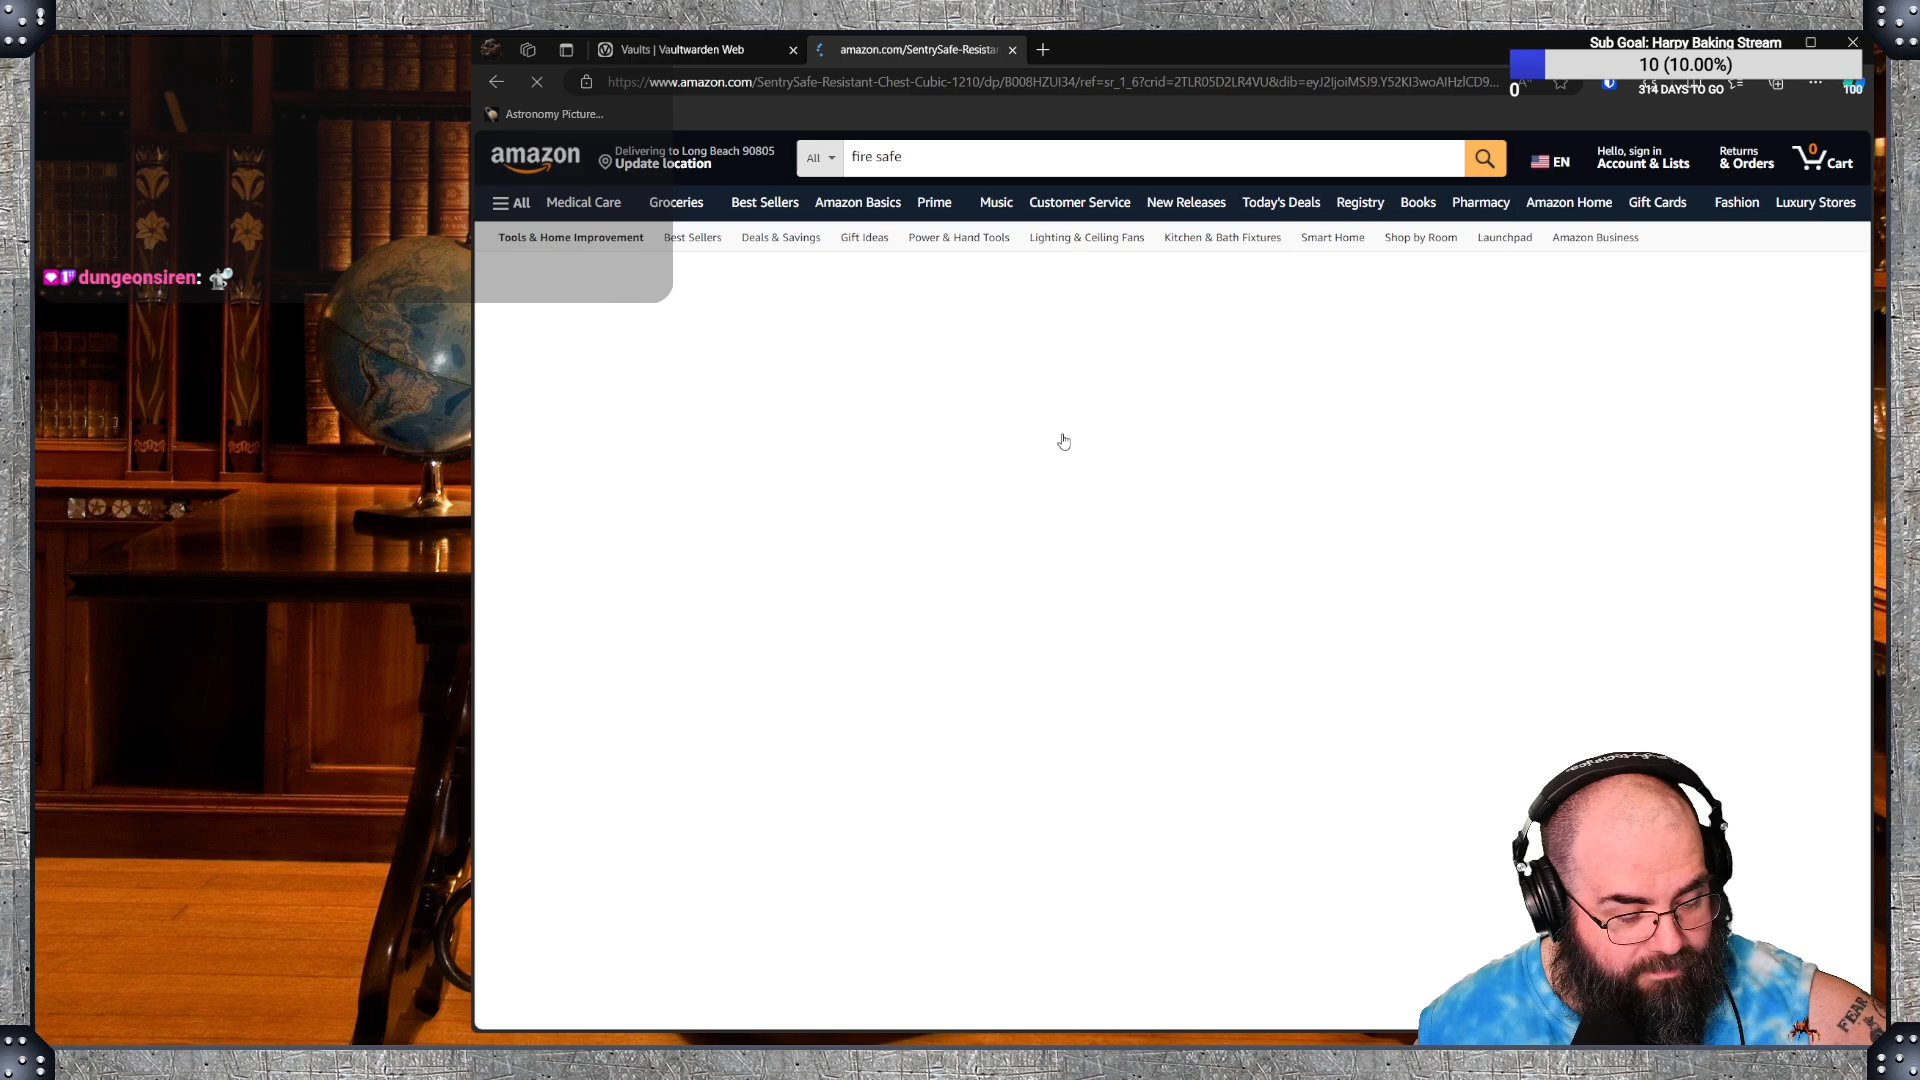 Vaults | Vaultwarden Web
amazon.com/SentrySafe-Resista
Sub Goal: Harpy Baking Stream
10 (10.00%)
0
314 DAYS TO GO
100
https://www.amazon.com/SentrySafe-Resistant-Chest-Cubic-1210/dp/B008HZUI34/ref=sr_1_6?crid=2TLR05D2LR4VU&dib=eyJ2IjoiMSJ9.Y52KI3woAIHzlCD9...
Astronomy Picture...
amazon
Delivering to Long Beach 90805
Update location
All
fire safe
EN
Hello, sign in
Account & Lists
Returns
& Orders
0
Cart
All Medical Care Groceries Best Sellers Amazon Basics Prime Music Customer Service New Releases Today's Deals Registry Books Pharmacy Amazon Home Gift Cards Fashion Luxury Stores
Tools & Home Improvement Best Sellers Deals & Savings Gift Ideas Power & Hand Tools Lighting & Ceiling Fans Kitchen & Bath Fixtures Smart Home Shop by Room Launchpad Amazon Business
1st dungeonsiren:
FEAR